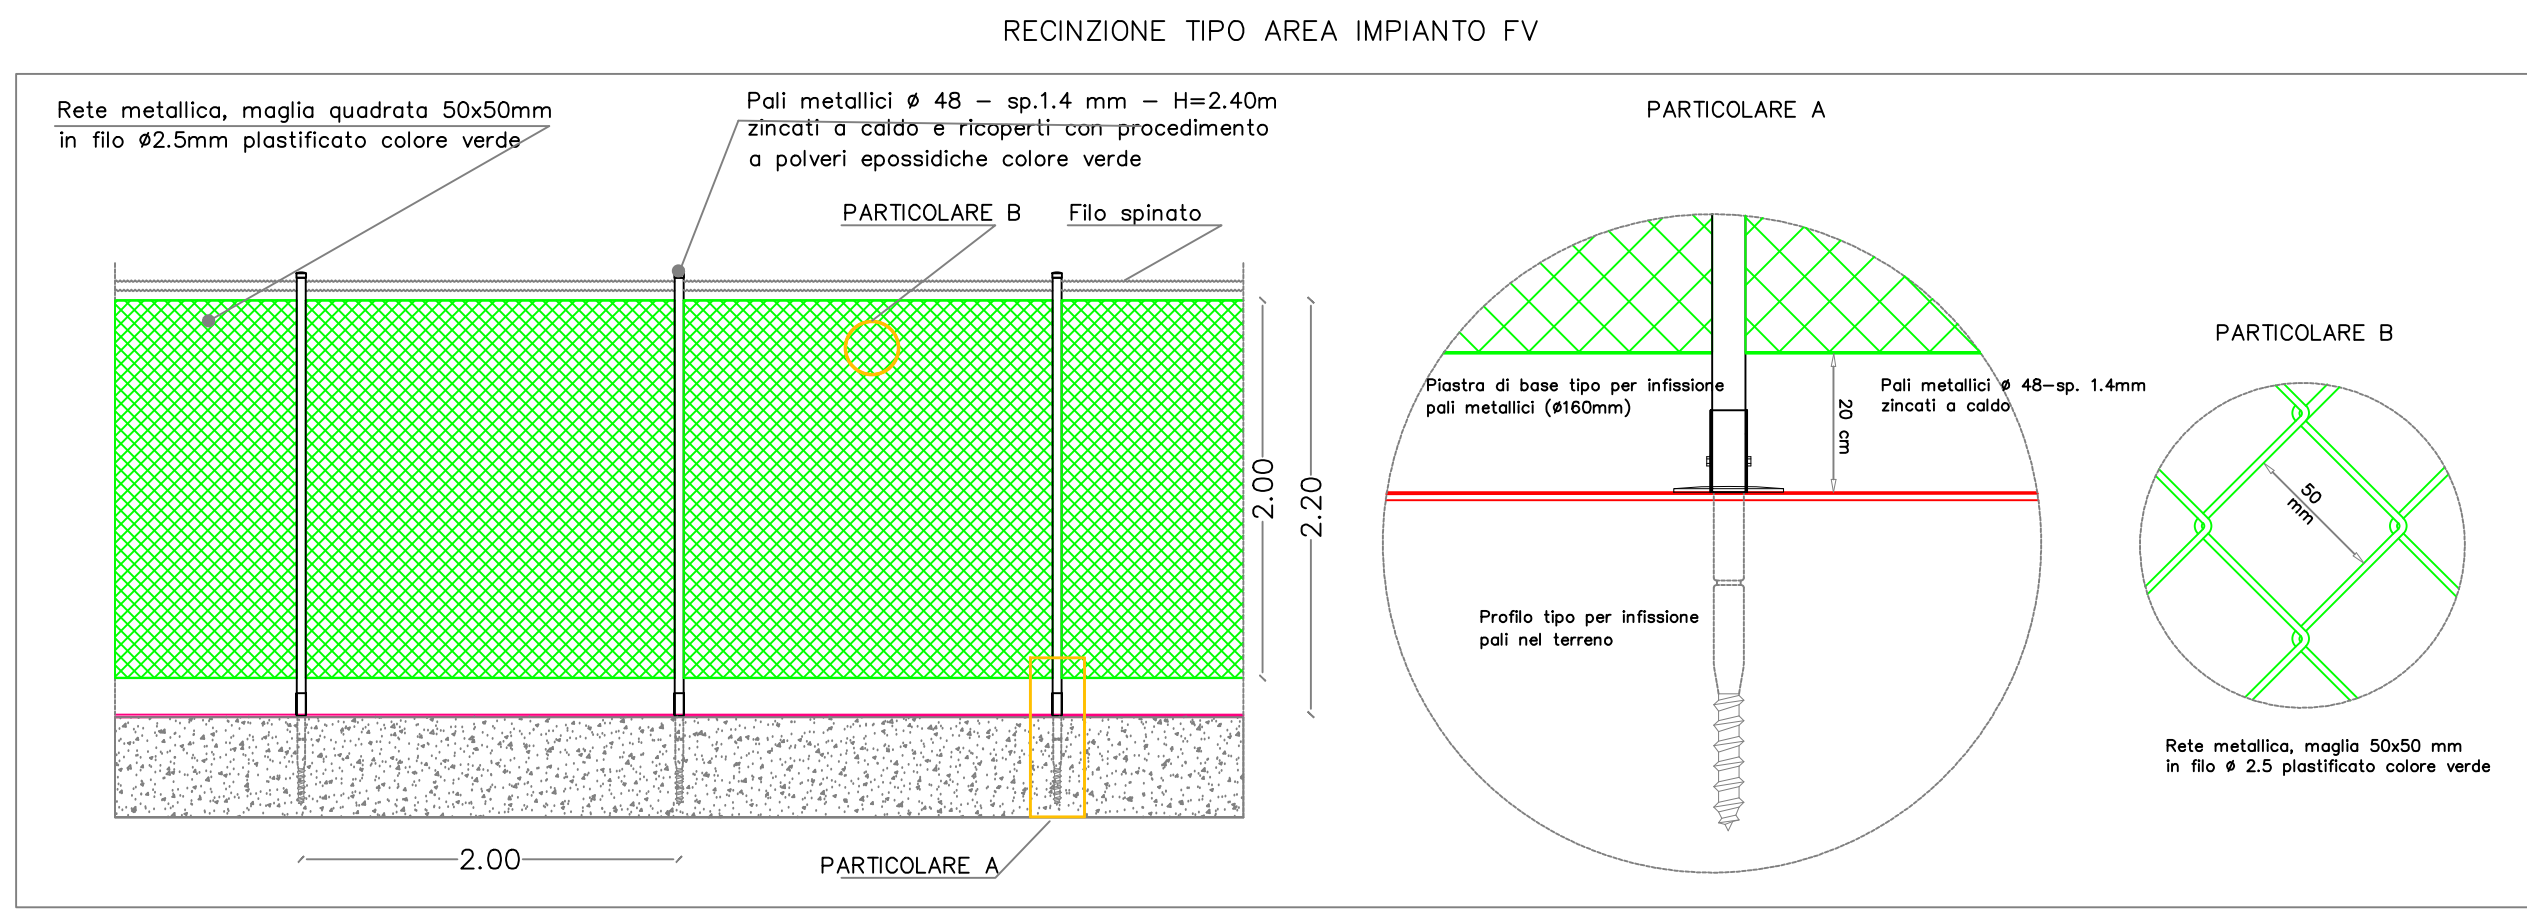 RECINZIONE TIPO AREA IMPIANTO FV
Rete metallica, maglia quadrata 50x50mm
in filo ø2.5mm plastificato colore verde
Pali metallici ø 48 - sp.1.4 mm - H=2.40m
zincati a caldo e ricoperti con procedimento
a polveri epossidiche colore verde
PARTICOLARE B
Filo spinato
2.00
2.20
2.00
PARTICOLARE A
PARTICOLARE A
Piastra di base tipo per infissione
pali metallici (ø160mm)
Pali metallici ø 48-sp. 1.4mm
zincati a caldo
20 cm
Profilo tipo per infissione
pali nel terreno
PARTICOLARE B
50
mm
Rete metallica, maglia 50x50 mm
in filo ø 2.5 plastificato colore verde